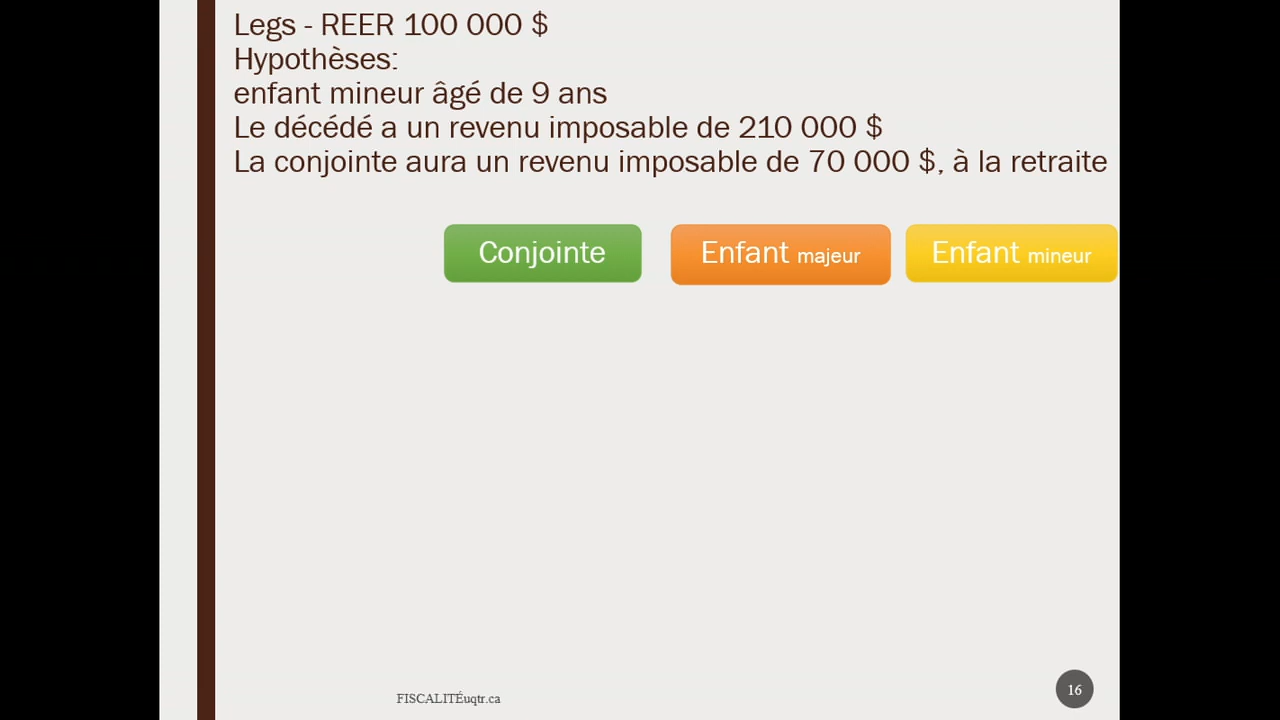 Legs - REER 100 000 $
Hypothèses:
enfant mineur âgé de 9 ans
Le décédé a un revenu imposable de 210 000 $
La conjointe aura un revenu imposable de 70 000 $, à la retraite
Conjointe
Enfant majeur
Enfant mineur
FISCALITÉuqtr.ca
16